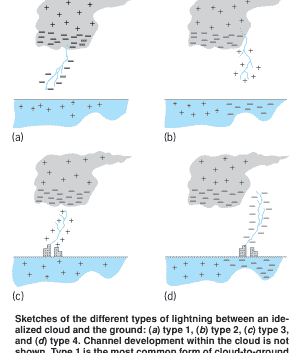 (a)
(b)
(c)
(d)
Sketches of the different types of lightning between an ide-
alized cloud and the ground: (a) type 1, (b) type 2, (c) type 3,
and (d) type 4. Channel development within the cloud is not
shown. Type 1 is the most common form of cloud-to-ground